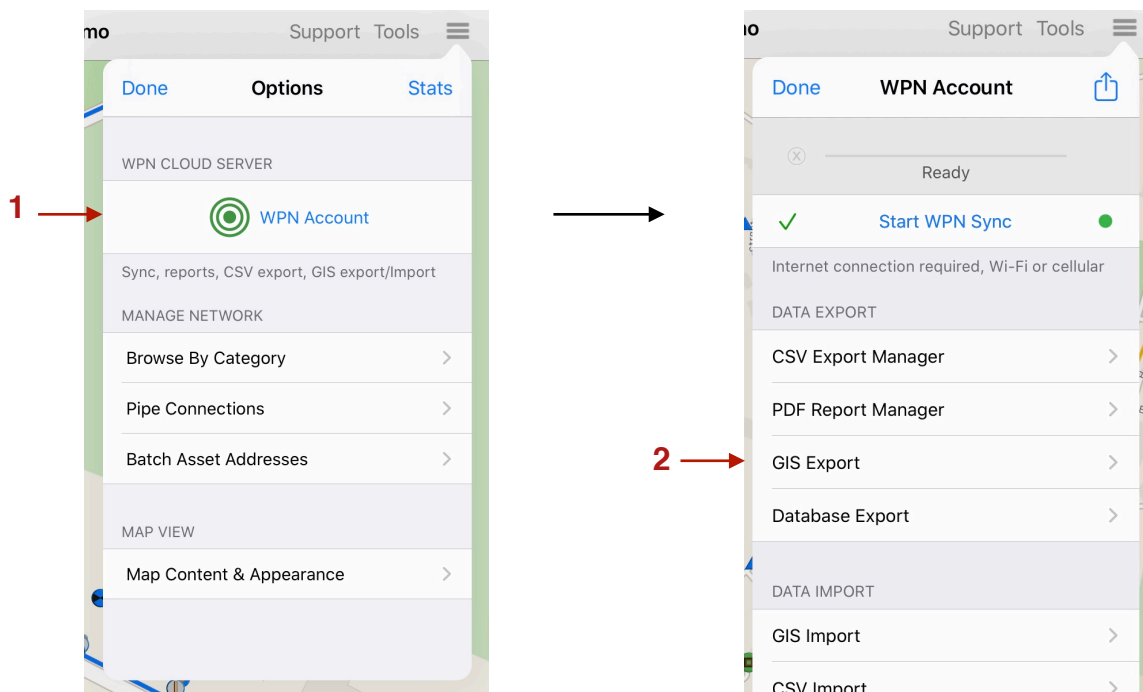 mo
Support Tools
Done Options Stats
WPN CLOUD SERVER
1
WPN Account
Sync, reports, CSV export, GIS export/Import
MANAGE NETWORK
Browse By Category
Pipe Connections
Batch Asset Addresses
MAP VIEW
Map Content & Appearance
Support Tools
Done WPN Account
X
Ready
Start WPN Sync
Internet connection required, Wi-Fi or cellular
DATA EXPORT
CSV Export Manager
PDF Report Manager
2
GIS Export
Database Export
DATA IMPORT
GIS Import
CSV Import